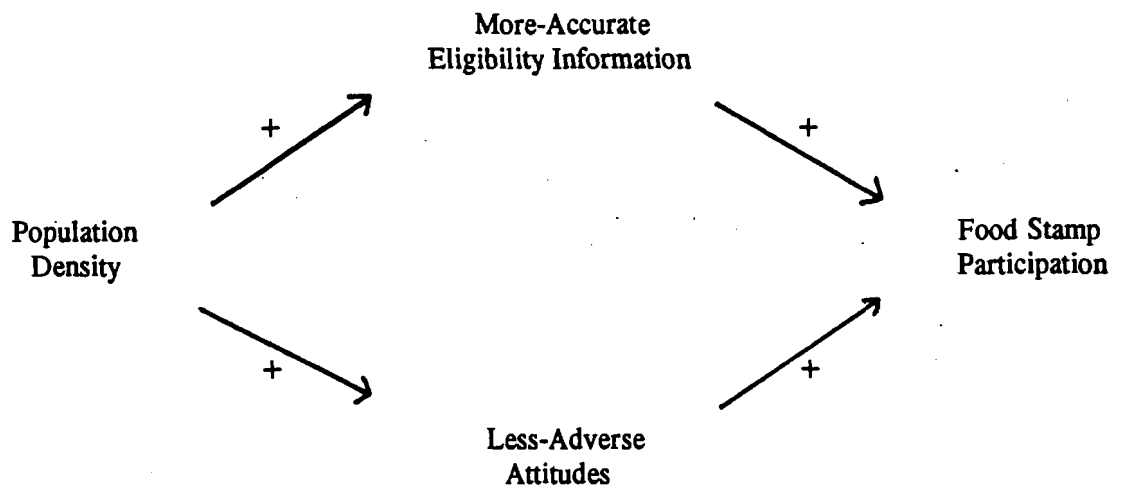 More-Accurate
Eligibility Information
+
+
Population
Density
Food Stamp
Participation
+
+
Less-Adverse
Attitudes